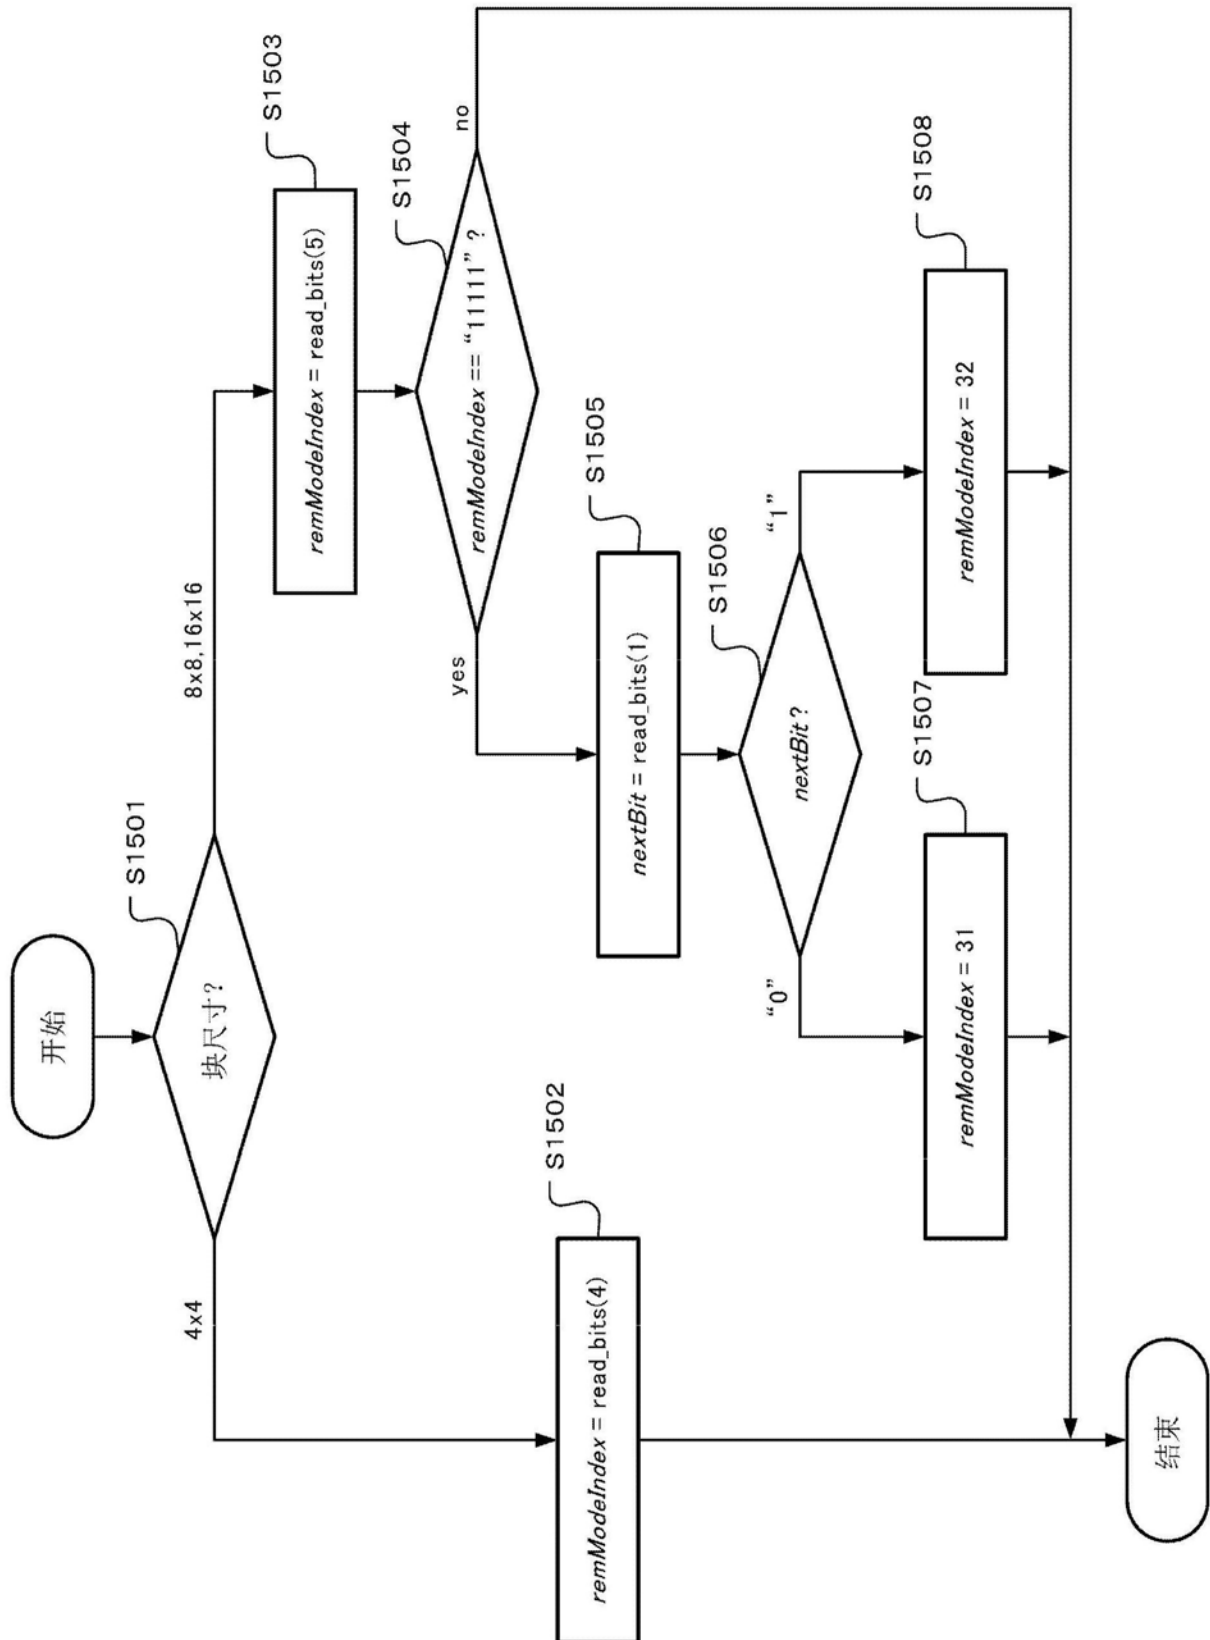 开始
块尺寸?
S1501
4x4
8x8,16x16
remModeIndex = read_bits(5)
S1503
remModeIndex == “11111” ?
S1504
yes
no
remModeIndex = read_bits(4)
S1502
nextBit = read_bits(1)
S1505
nextBit ?
S1506
“0”
“1”
remModeIndex = 31
S1507
remModeIndex = 32
S1508
结束